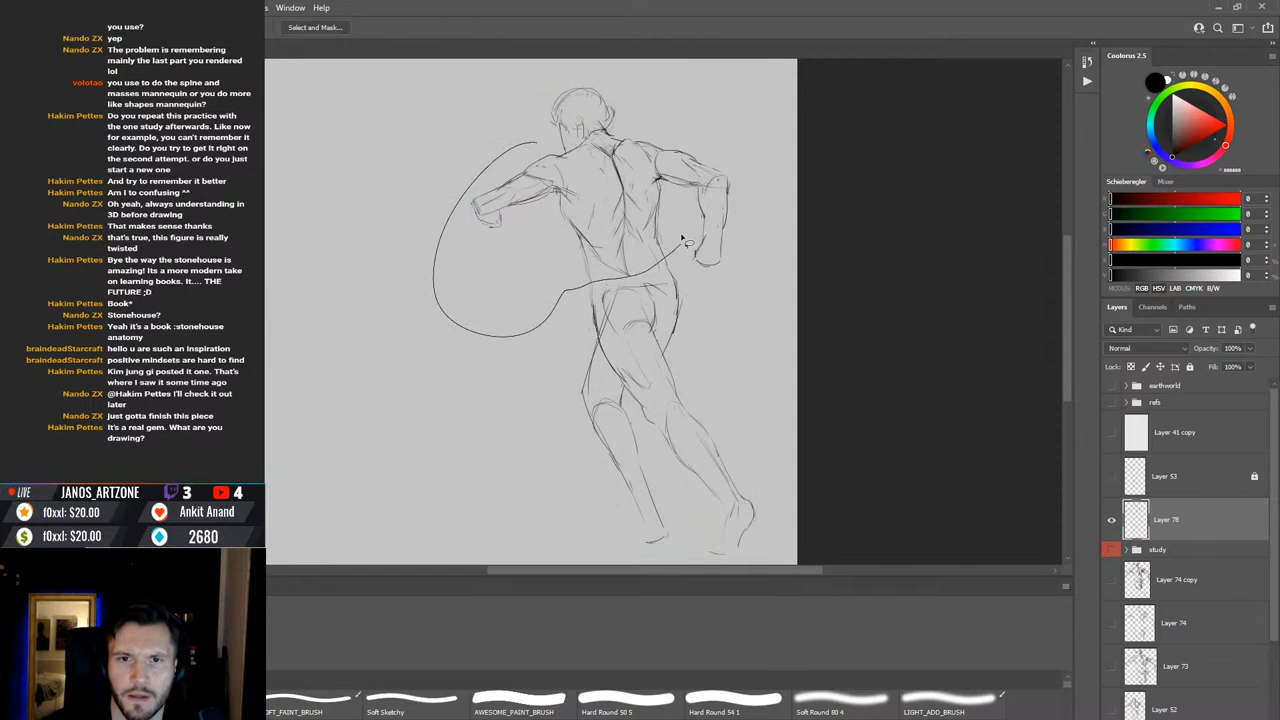 you use?
Nando ZX yep
Nando ZX The problem is remembering
mainly the last part you rendered
lol
volotao you use to do the spine and
masses mannequin or you do more
like shapes mannequin?
Hakim Pettes Do you repeat this practice with
the one study afterwards. Like now
for example, you can't remember it
clearly. Do you try to get it right on
the second attempt. or do you just
start a new one
Hakim Pettes And try to remember it better
Hakim Pettes Am I to confusing ^^
Nando ZX Oh yeah, always understanding in
3D before drawing
Hakim Pettes That makes sense thanks
Nando ZX that's true, this figure is really
twisted
Hakim Pettes Bye the way the stonehouse is
amazing! Its a more modern take
on learning books. It.... THE
FUTURE ;D
Hakim Pettes Book*
Nando ZX Stonehouse?
Hakim Pettes Yeah it's a book :stonehouse
anatomy
braindeadStarcraft hello u are such an inspiration
braindeadStarcraft positive mindsets are hard to find
Hakim Pettes Kim jung gi posted it one. That's
where I saw it some time ago
Nando ZX @Hakim Pettes I'll check it out
later
Nando ZX just gotta finish this piece
Hakim Pettes It's a real gem. What are you
drawing?
LIVE JANOS_ARTZONE 3 4
f0xxl: $20.00 Ankit Anand
f0xxl: $20.00 2680
Window Help
Select and Mask...
Coolorus 2.5
Schieberegler Mixer
R 0
G 0
B 0
H 0
S 0
V 0
MODUS: RGB HSV LAB CMYK B/W
Layers Channels Paths
Kind
Normal Opacity: 100%
Lock: Fill: 100%
earthworld
refs
Layer 41 copy
Layer 53
Layer 76
study
Layer 74 copy
Layer 74
Layer 73
Layer 52
OFT_FAINT_BRUSH Soft Sketchy AWESOME_PAINT_BRUSH Hard Round 50 5 Hard Round 54 1 Soft Round 80 4 LIGHT_ADD_BRUSH